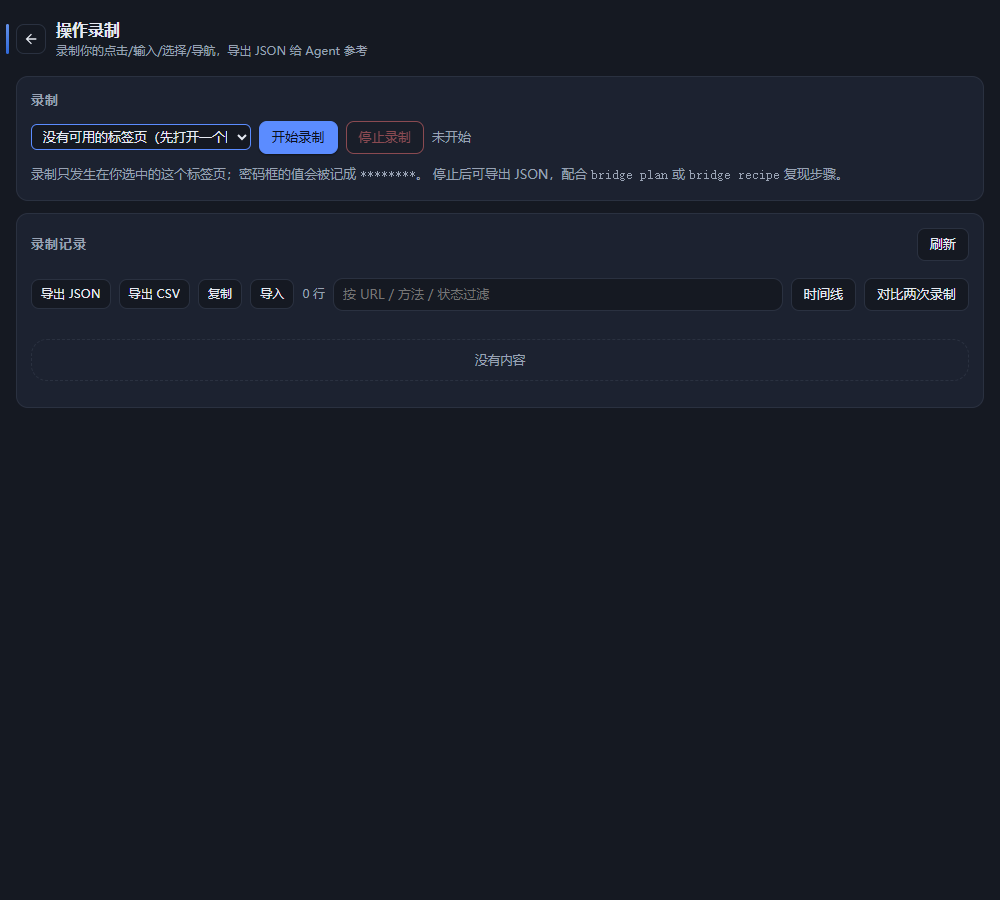 操作录制
录制你的点击/输入/选择/导航，导出 JSON 给 Agent 参考
录制
没有可用的标签页（先打开一个
开始录制
停止录制
未开始
录制只发生在你选中的这个标签页；密码框的值会被记成 ********。 停止后可导出 JSON，配合 bridge plan 或 bridge recipe 复现步骤。
录制记录
刷新
导出 JSON
导出 CSV
复制
导入
0 行
按 URL / 方法 / 状态过滤
时间线
对比两次录制
没有内容